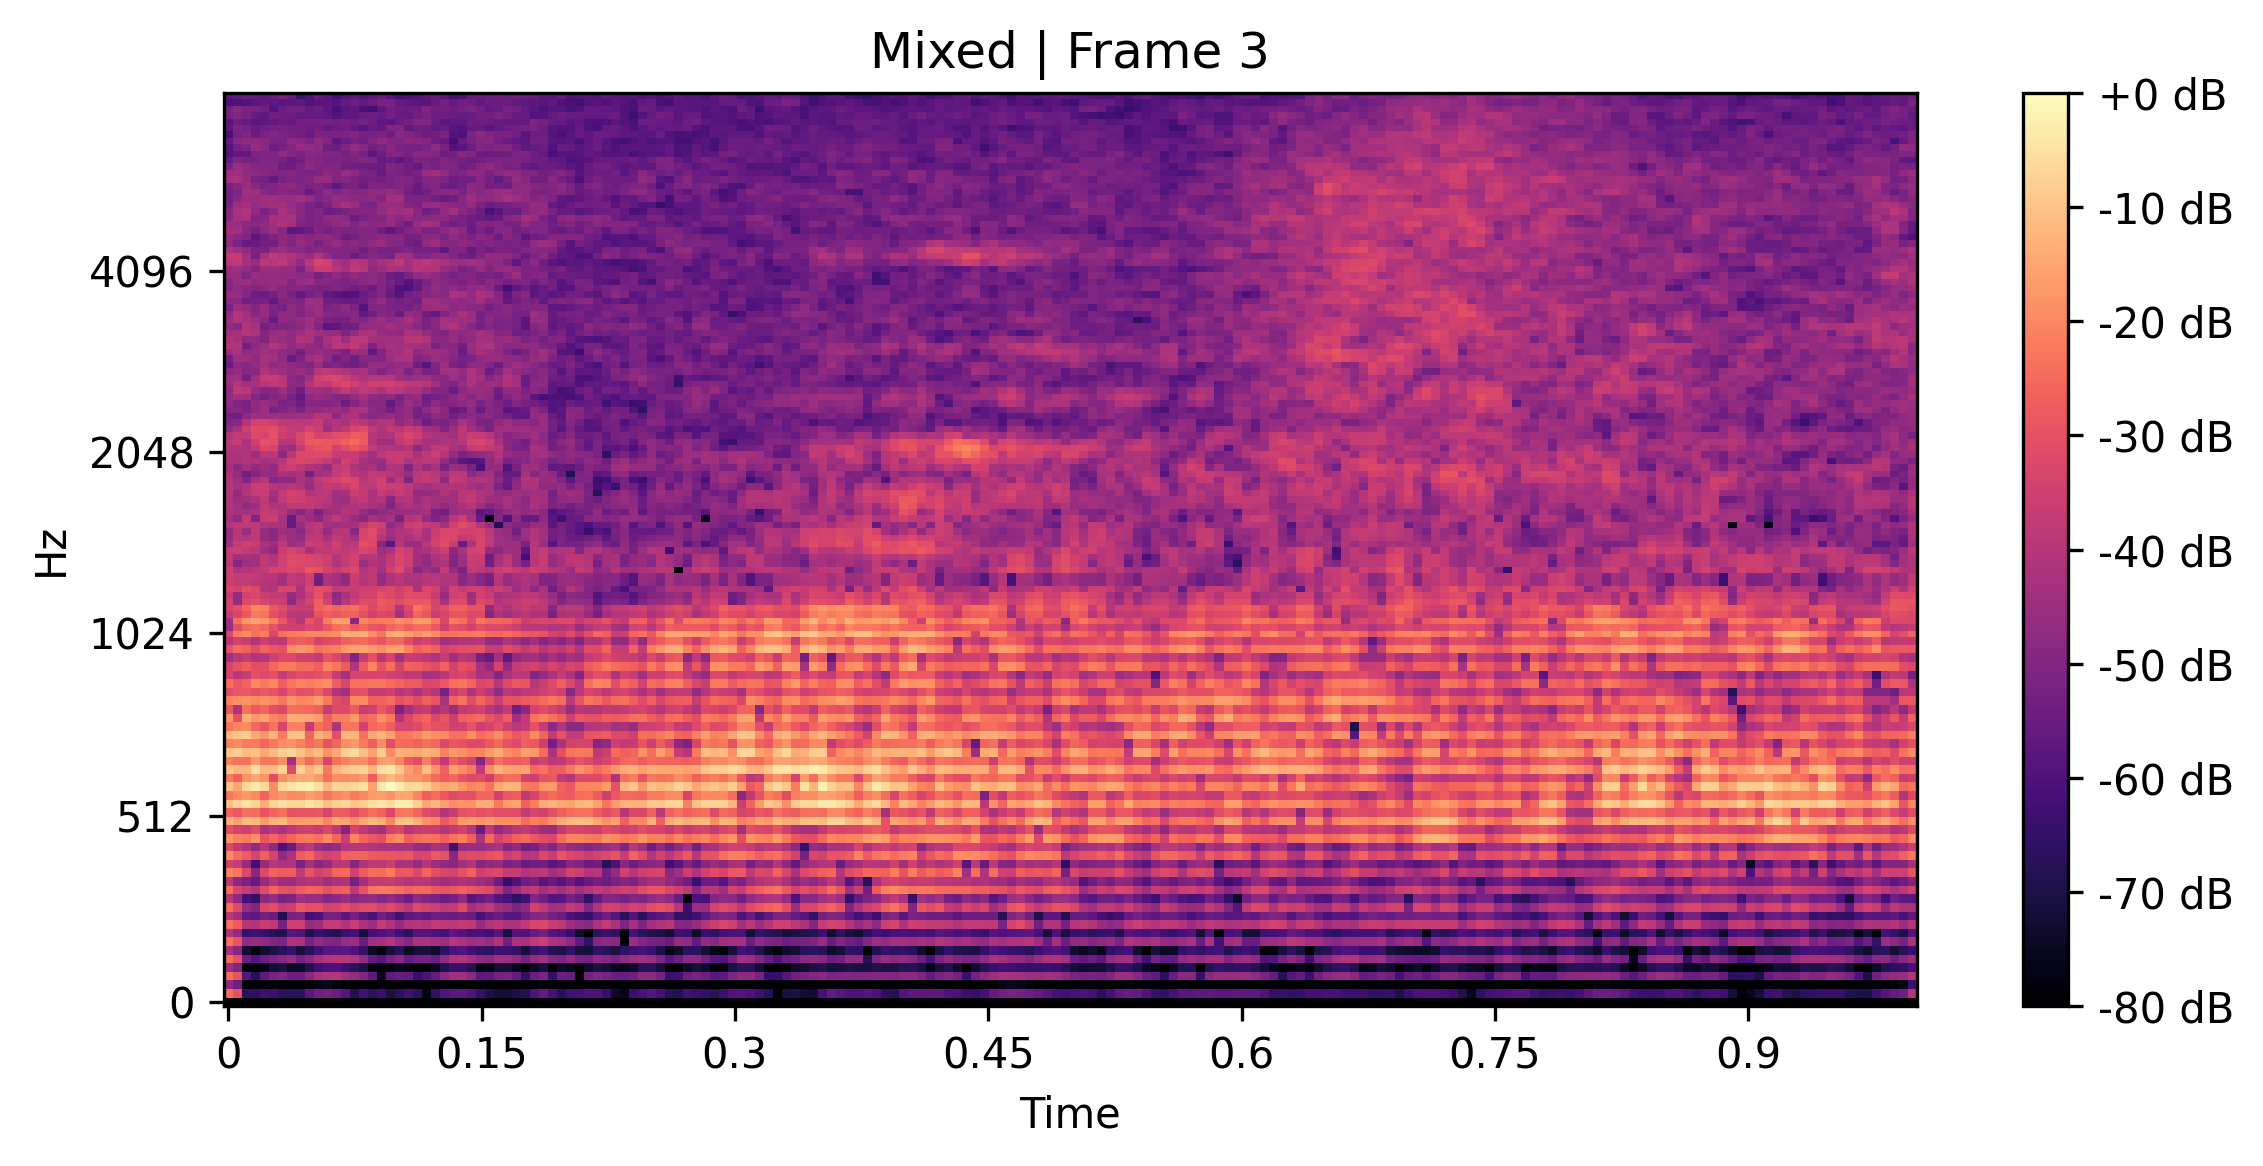 Mixed | Frame 3
Hz
4096
2048
1024
512
0
0 0.15 0.3 0.45 0.6 0.75 0.9
Time
+0 dB
-10 dB
-20 dB
-30 dB
-40 dB
-50 dB
-60 dB
-70 dB
-80 dB